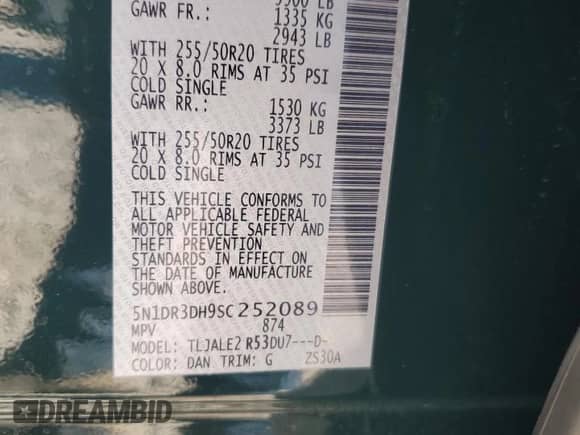 GAWR FR.: 1335 KG
2943 LB
WITH 255/50R20 TIRES
20 X 8.0 RIMS AT 35 PSI
COLD SINGLE
GAWR RR.: 1530 KG
3373 LB
WITH 255/50R20 TIRES
20 X 8.0 RIMS AT 35 PSI
COLD SINGLE
THIS VEHICLE CONFORMS TO
ALL APPLICABLE FEDERAL
MOTOR VEHICLE SAFETY AND
THEFT PREVENTION
STANDARDS IN EFFECT ON
THE DATE OF MANUFACTURE
5N1DR3DH9SC252089
MPV 874
MODEL: TLJALE2 R53DU7---D-
COLOR: DAN TRIM: G ZS30A
DREAMBID